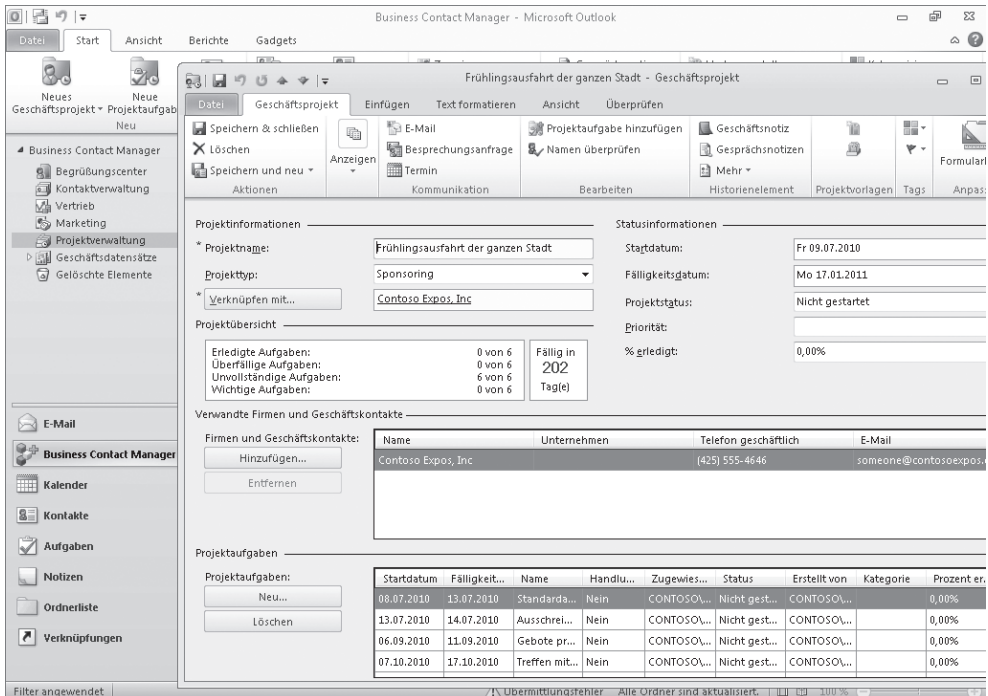 Business Contact Manager - Microsoft Outlook
Datei Start Ansicht Berichte Gadgets
Neues Geschäftsprojekt
Neue Projektaufgab
Neu
Business Contact Manager
Begrüßungscenter
Kontaktverwaltung
Vertrieb
Marketing
Projektverwaltung
Geschäftsdatensätze
Gelöschte Elemente
E-Mail
Business Contact Manager
Kalender
Kontakte
Aufgaben
Notizen
Ordnerliste
Verknüpfungen
Frühlingsausfahrt der ganzen Stadt - Geschäftsprojekt
Datei Geschäftsprojekt Einfügen Text formatieren Ansicht Überprüfen
Speichern & schließen
Löschen
Speichern und neu
Aktionen
Anzeigen
E-Mail
Besprechungsanfrage
Termin
Kommunikation
Projektaufgabe hinzufügen
Namen überprüfen
Bearbeiten
Geschäftsnotiz
Gesprächsnotizen
Mehr
Historienelement
Projektvorlagen
Tags
Formularl
Anpas
Projektinformationen
* Projektname: Frühlingsausfahrt der ganzen Stadt
Projekttyp: Sponsoring
* Verknüpfen mit... Contoso Expos, Inc
Statusinformationen
Startdatum: Fr 09.07.2010
Fälligkeitsdatum: Mo 17.01.2011
Projektstatus: Nicht gestartet
Priorität:
% erledigt: 0,00%
Projektübersicht
Erledigte Aufgaben: 0 von 6
Überfällige Aufgaben: 0 von 6
Unvollständige Aufgaben: 6 von 6
Wichtige Aufgaben: 0 von 6
Fällig in
202
Tag(e)
Verwandte Firmen und Geschäftskontakte
Firmen und Geschäftskontakte:
Hinzufügen...
Entfernen
Name Unternehmen Telefon geschäftlich E-Mail
Contoso Expos, Inc (425) 555-4646 someone@contosoexpos.
Projektaufgaben
Projektaufgaben:
Neu...
Löschen
Startdatum Fälligkeit... Name Handlu... Zugewies... Status Erstellt von Kategorie Prozent er.
08.07.2010 13.07.2010 Standarda... Nein CONTOSO\... Nicht gest... CONTOSO\... 0,00%
13.07.2010 14.07.2010 Ausschrei... Nein CONTOSO\... Nicht gest... CONTOSO\... 0,00%
06.09.2010 11.09.2010 Gebote pr... Nein CONTOSO\... Nicht gest... CONTOSO\... 0,00%
07.10.2010 17.10.2010 Treffen mit... Nein CONTOSO\... Nicht gest... CONTOSO\... 0,00%
Filter angewendet Übermittlungsfehler Alle Ordner sind aktualisiert. 100 %